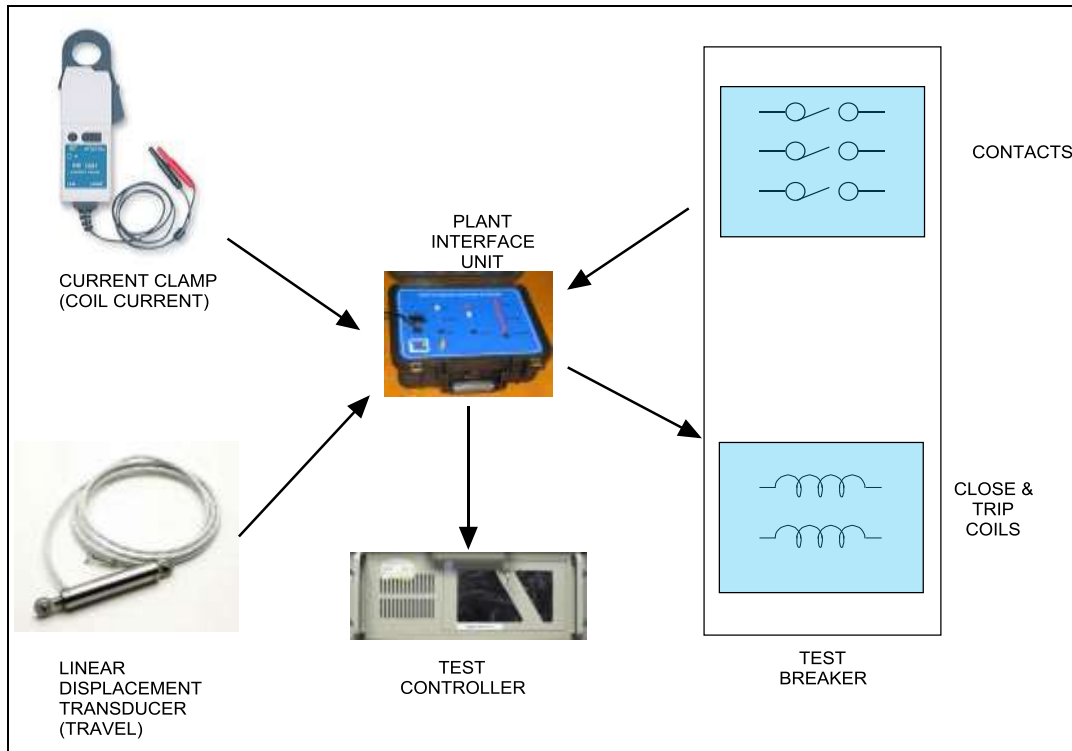 CONTACTS
PLANT
INTERFACE
UNIT
CURRENT CLAMP
(COIL CURRENT)
CLOSE &
TRIP
COILS
LINEAR
DISPLACEMENT
TRANSDUCER
(TRAVEL)
TEST
CONTROLLER
TEST
BREAKER